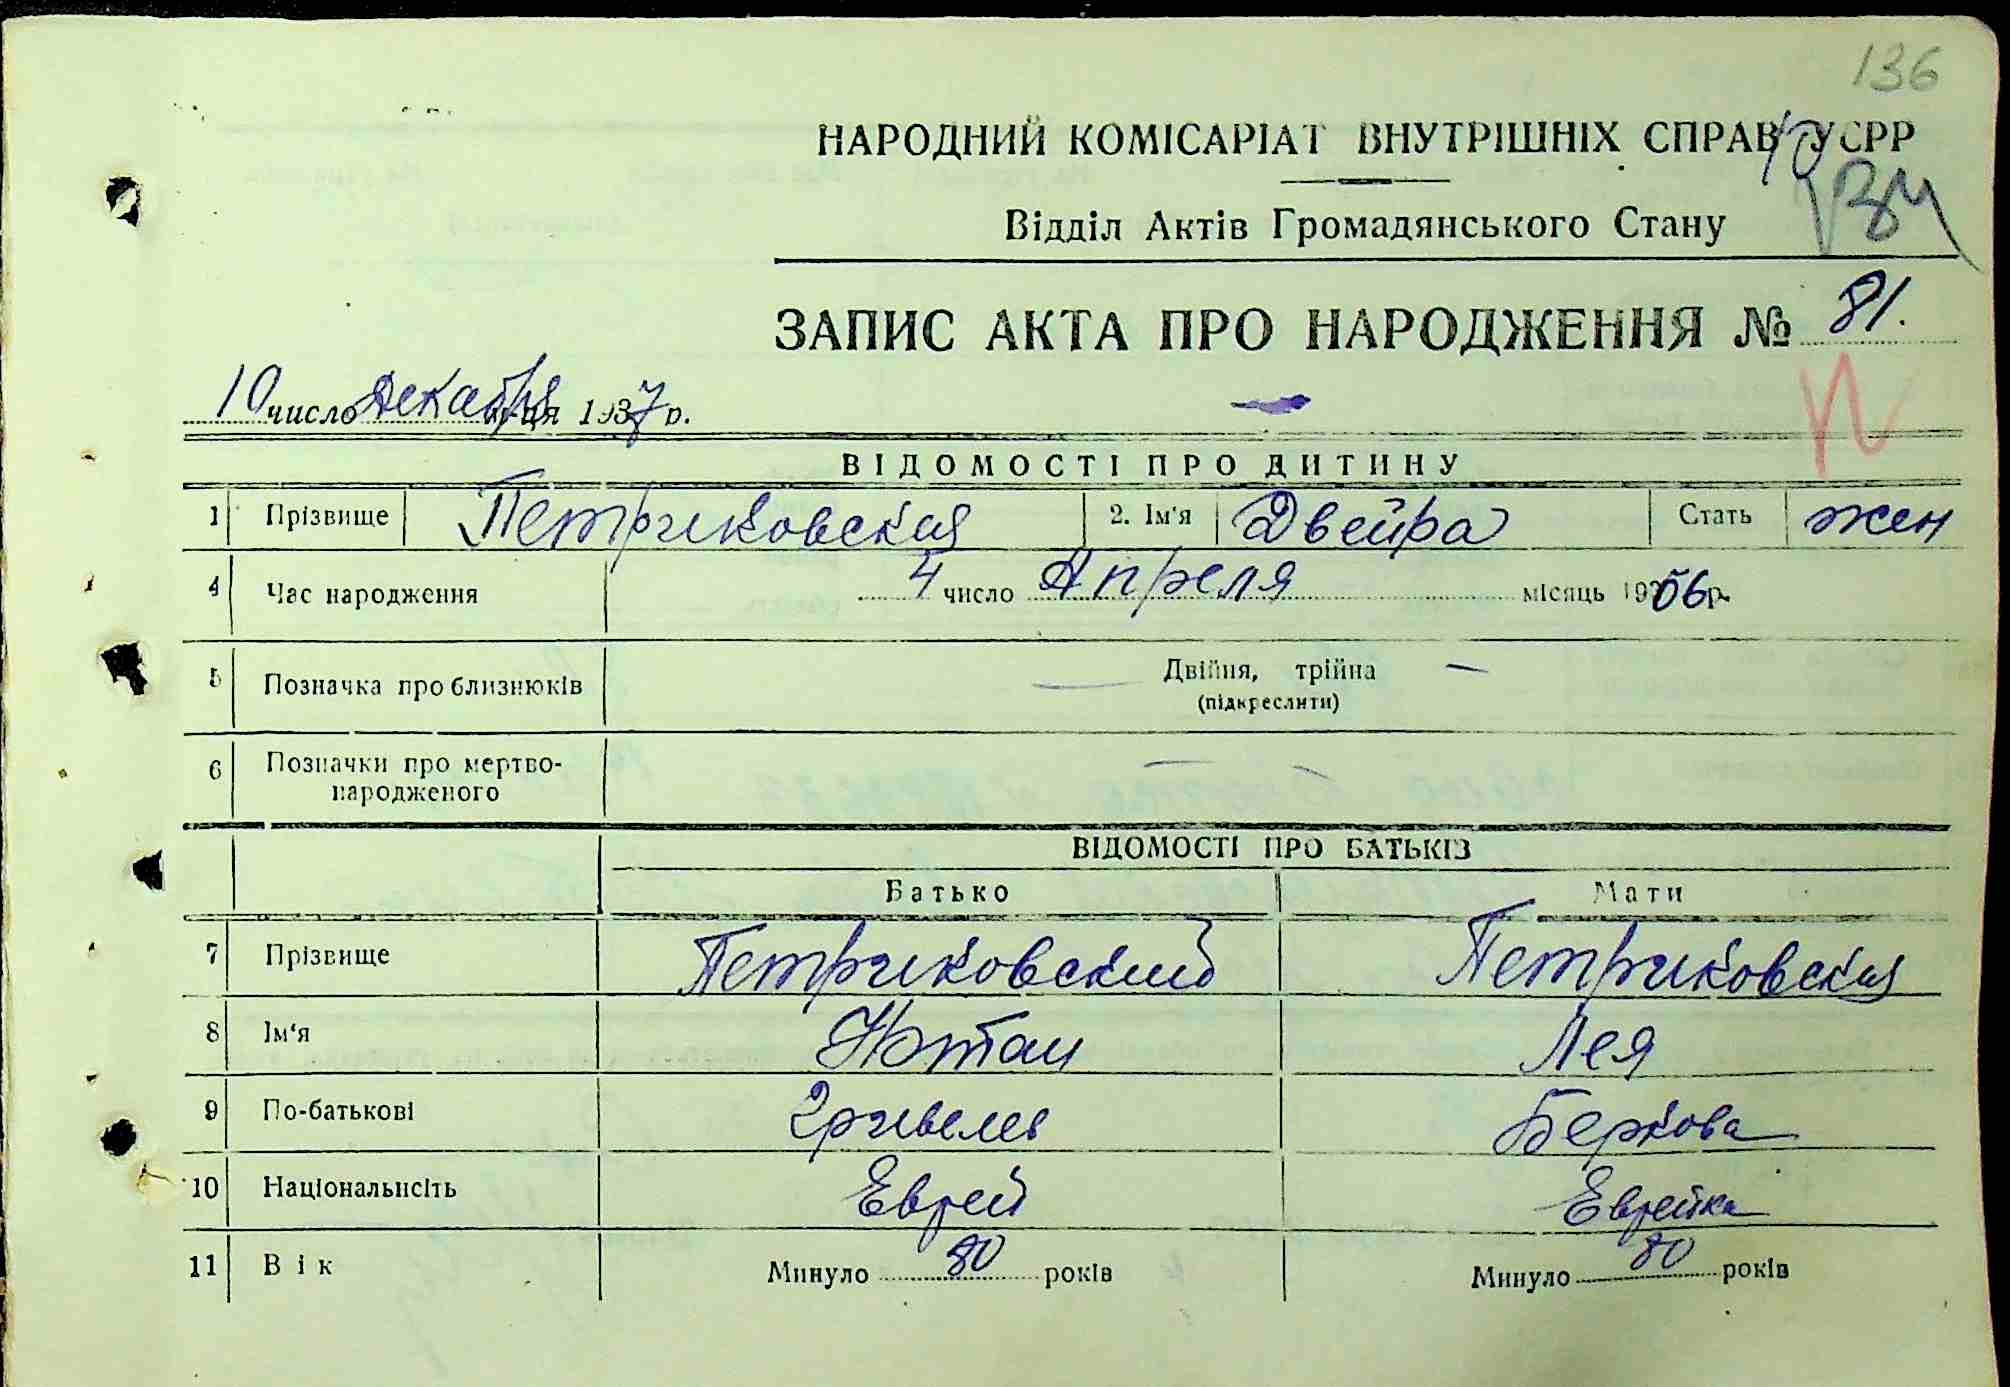 136
НАРОДНИЙ КОМІСАРІАТ ВНУТРІШНІХ СПРАВ УСРР
Відділ Актів Громадянського Стану
ЗАПИС АКТА ПРО НАРОДЖЕННЯ № 81.
10 число декабря м-ця 1937 р.
ВІДОМОСТІ ПРО ДИТИНУ
1 Прізвище Петриковская 2. Ім'я Двейра Стать жен
4 Час народження 4 число Апреля місяць 1906 р.
5 Позначка про близнюків Двійня, трійна
(підкреслити)
6 Позначки про мертво-
народженого
ВІДОМОСТІ ПРО БАТЬКІВ
Батько Мати
7 Прізвище Петриковский Петриковская
8 Ім'я Нотан Лея
9 По-батькові Беркова
10 Національнсіть Еврей Еврейка
11 Вік Минуло 80 років Минуло 80 років